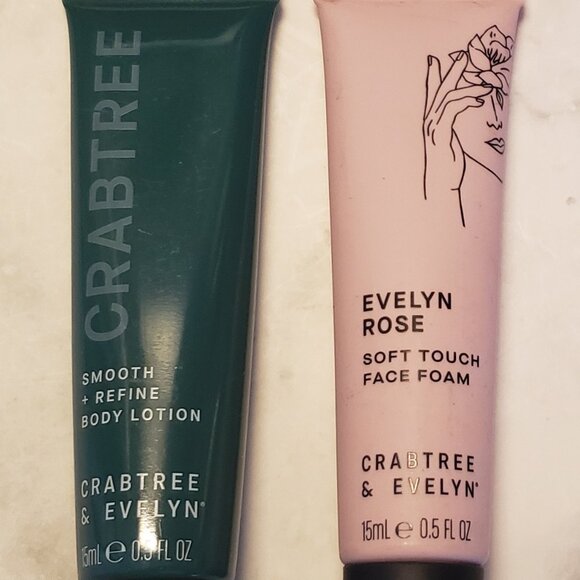 CRABTREE
SMOOTH
+ REFINE
BODY LOTION
CRABTREE
& EVELYN®
15mL e 0.5 FL OZ
EVELYN
ROSE
SOFT TOUCH
FACE FOAM
CRABTREE
& EVELYN®
15mL e 0.5 FL OZ